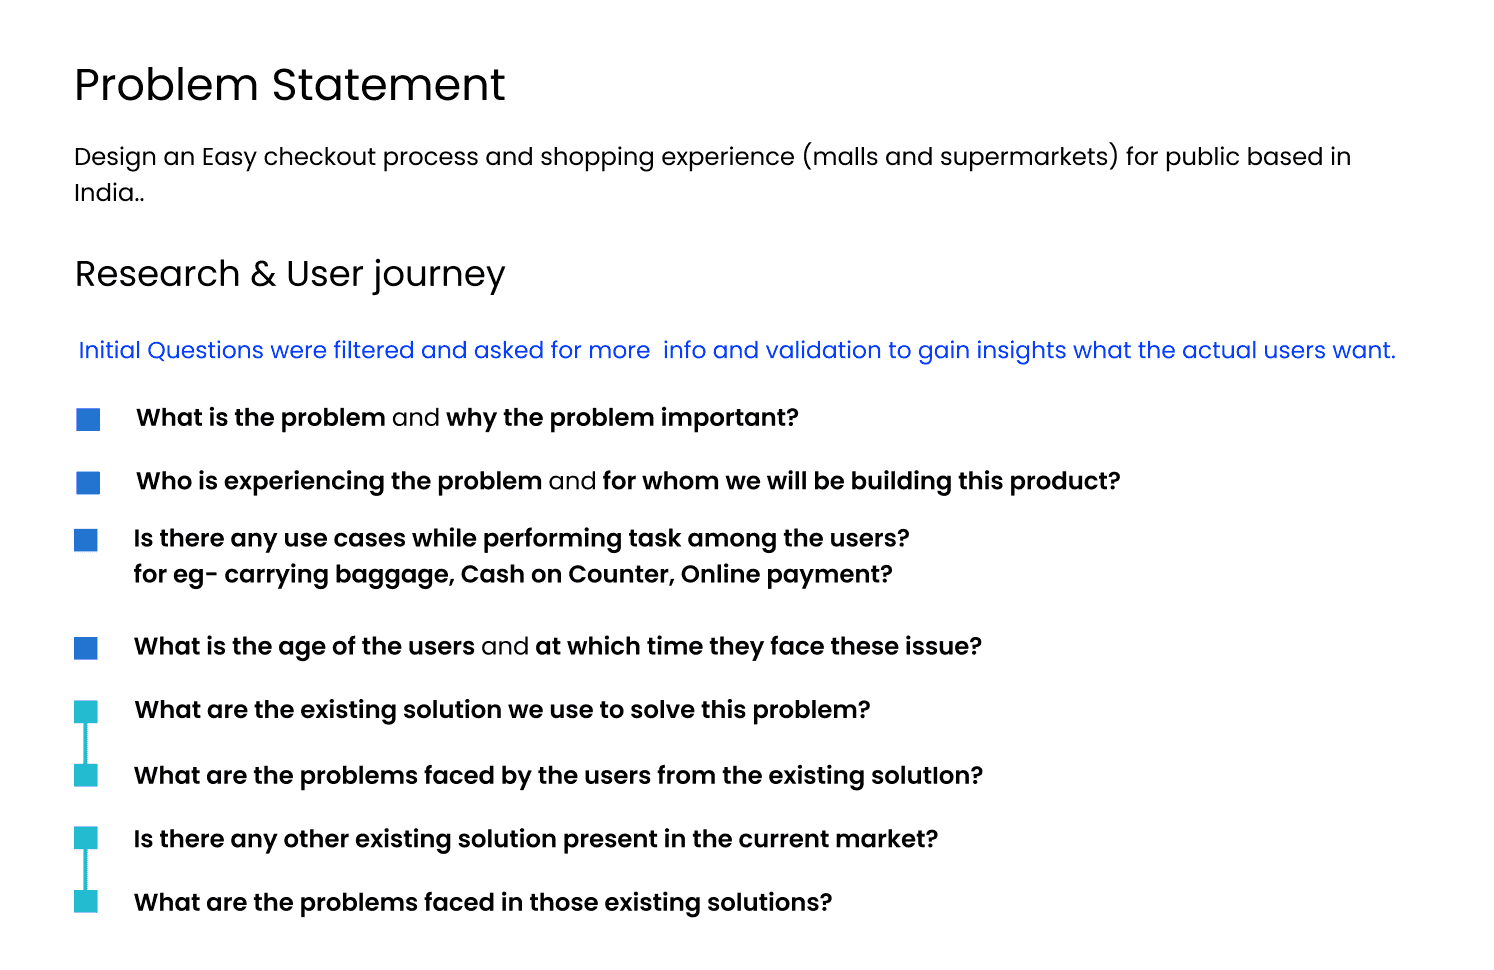 Problem Statement
Design an Easy checkout process and shopping experience (malls and supermarkets) for public based in
India..
Research & User journey
Initial Questions were filtered and asked for more  info and validation to gain insights what the actual users want.
What is the problem and why the problem important?
Who is experiencing the problem and for whom we will be building this product?
Is there any use cases while performing task among the users?
for eg- carrying baggage, Cash on Counter, Online payment?
What is the age of the users and at which time they face these issue?
What are the existing solution we use to solve this problem?
What are the problems faced by the users from the existing solutIon?
Is there any other existing solution present in the current market?
What are the problems faced in those existing solutions?